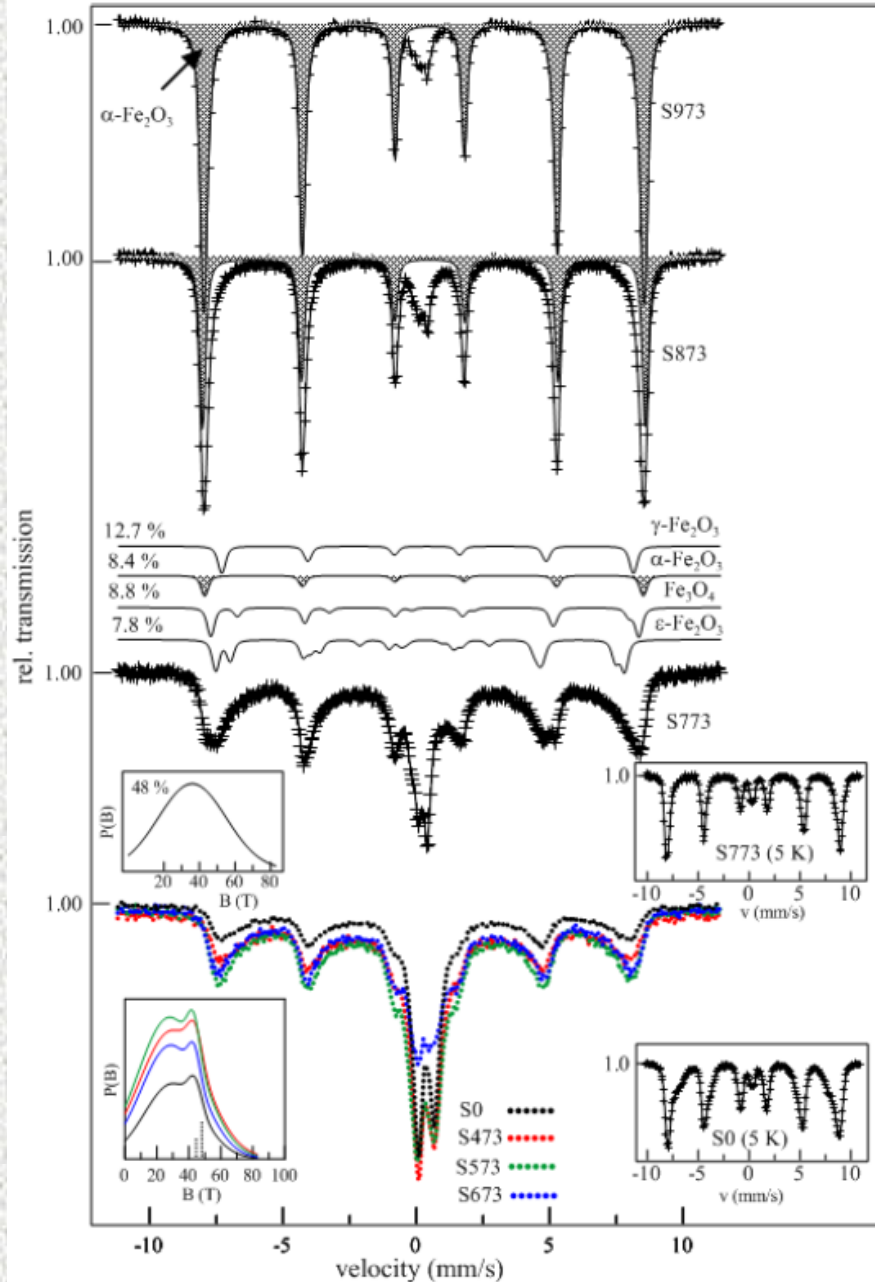 1.00
α-Fe₂O₃
S973
1.00
S873
12.7 %
γ-Fe₂O₃
8.4 %
α-Fe₂O₃
8.8 %
Fe₃O₄
7.8 %
ε-Fe₂O₃
rel. transmission
1.00
S773
48 %
P(B)
20 40 60 80
B (T)
1.0
S773 (5 K)
-10 -5 0 5 10
v (mm/s)
1.00
P(B)
0 20 40 60 80 100
B (T)
S0
S473
S573
S673
1.0
S0 (5 K)
-10 -5 0 5 10
v (mm/s)
-10 -5 0 5 10
velocity (mm/s)